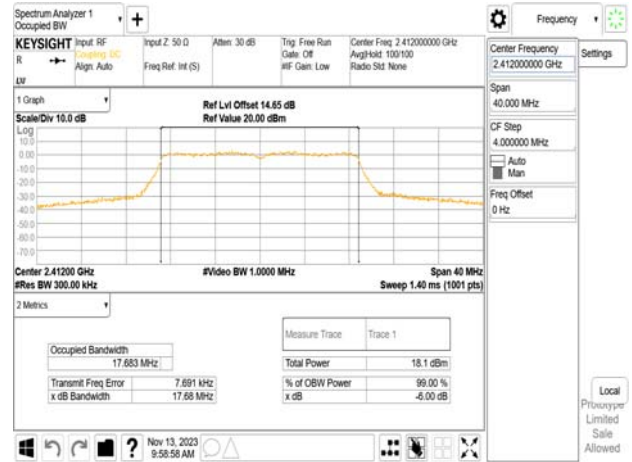 Spectrum Analyzer 1
Occupied BW
Frequency
KEYSIGHT
Input: RF
Coupling: DC
Align: Auto
Input Z: 50 Ω
Freq Ref: Int (S)
Atten: 30 dB
Trig: Free Run
Gate: Off
#IF Gain: Low
Center Freq: 2.412000000 GHz
Avg|Hold: 100/100
Radio Std: None
R
LVI
1 Graph
Scale/Div 10.0 dB
Ref Lvl Offset 14.65 dB
Ref Value 20.00 dBm
Log
10.0
0.00
-10.0
-20.0
-30.0
-40.0
-50.0
-60.0
-70.0
Center 2.41200 GHz
#Res BW 300.00 kHz
#Video BW 1.0000 MHz
Span 40 MHz
Sweep 1.40 ms (1001 pts)
2 Metrics
Measure Trace
Trace 1
Occupied Bandwidth
17.683 MHz
Total Power
18.1 dBm
Transmit Freq Error
7.691 kHz
% of OBW Power
99.00 %
x dB Bandwidth
17.68 MHz
x dB
-6.00 dB
Nov 13, 2023
9:58:58 AM
Center Frequency
2.412000000 GHz
Settings
Span
40.000 MHz
CF Step
4.000000 MHz
Auto
Man
Freq Offset
0 Hz
Local
Prototype
Limited
Sale
Allowed